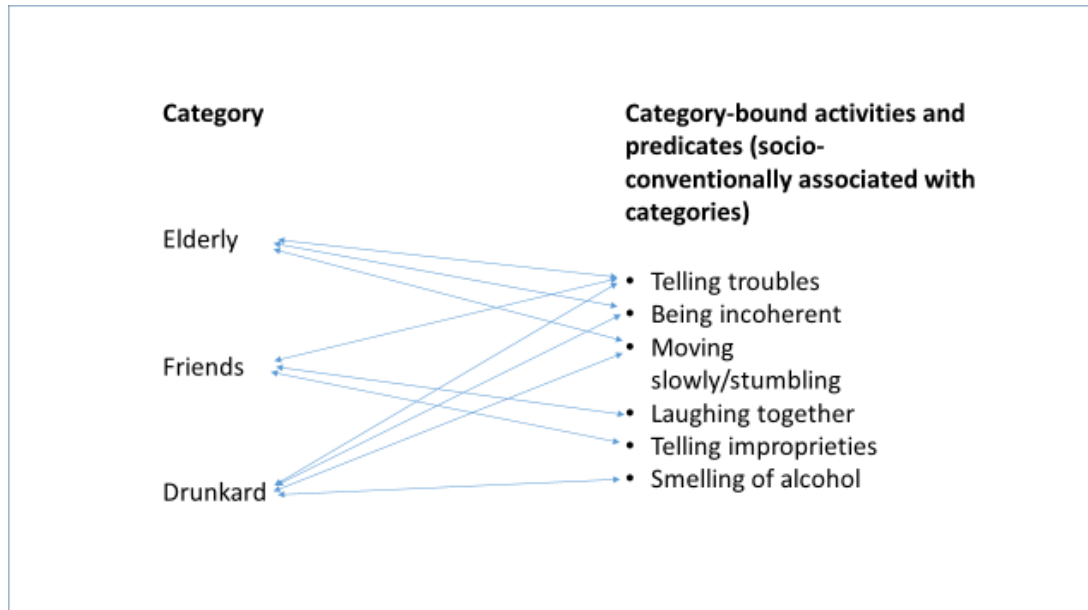 Category
Elderly
Friends
Drunkard
Category-bound activities and
predicates (socio-
conventionally associated with
categories)
• Telling troubles
• Being incoherent
• Moving
slowly/stumbling
• Laughing together
• Telling improprieties
• Smelling of alcohol